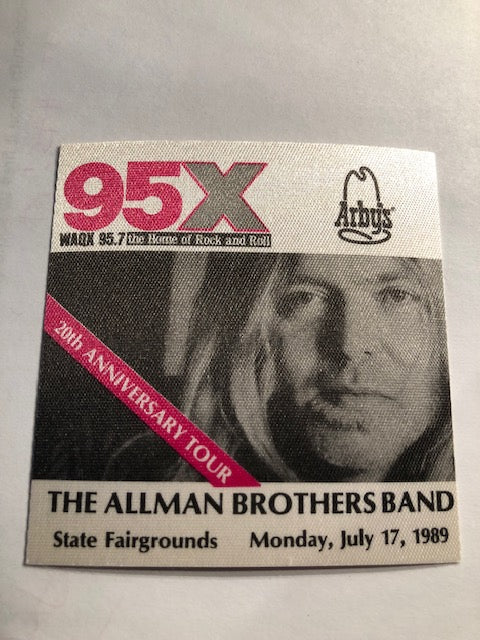 95X
Arby's
WAQX 95.7 The Home of Rock and Roll
20th ANNIVERSARY TOUR
THE ALLMAN BROTHERS BAND
State Fairgrounds Monday, July 17, 1989